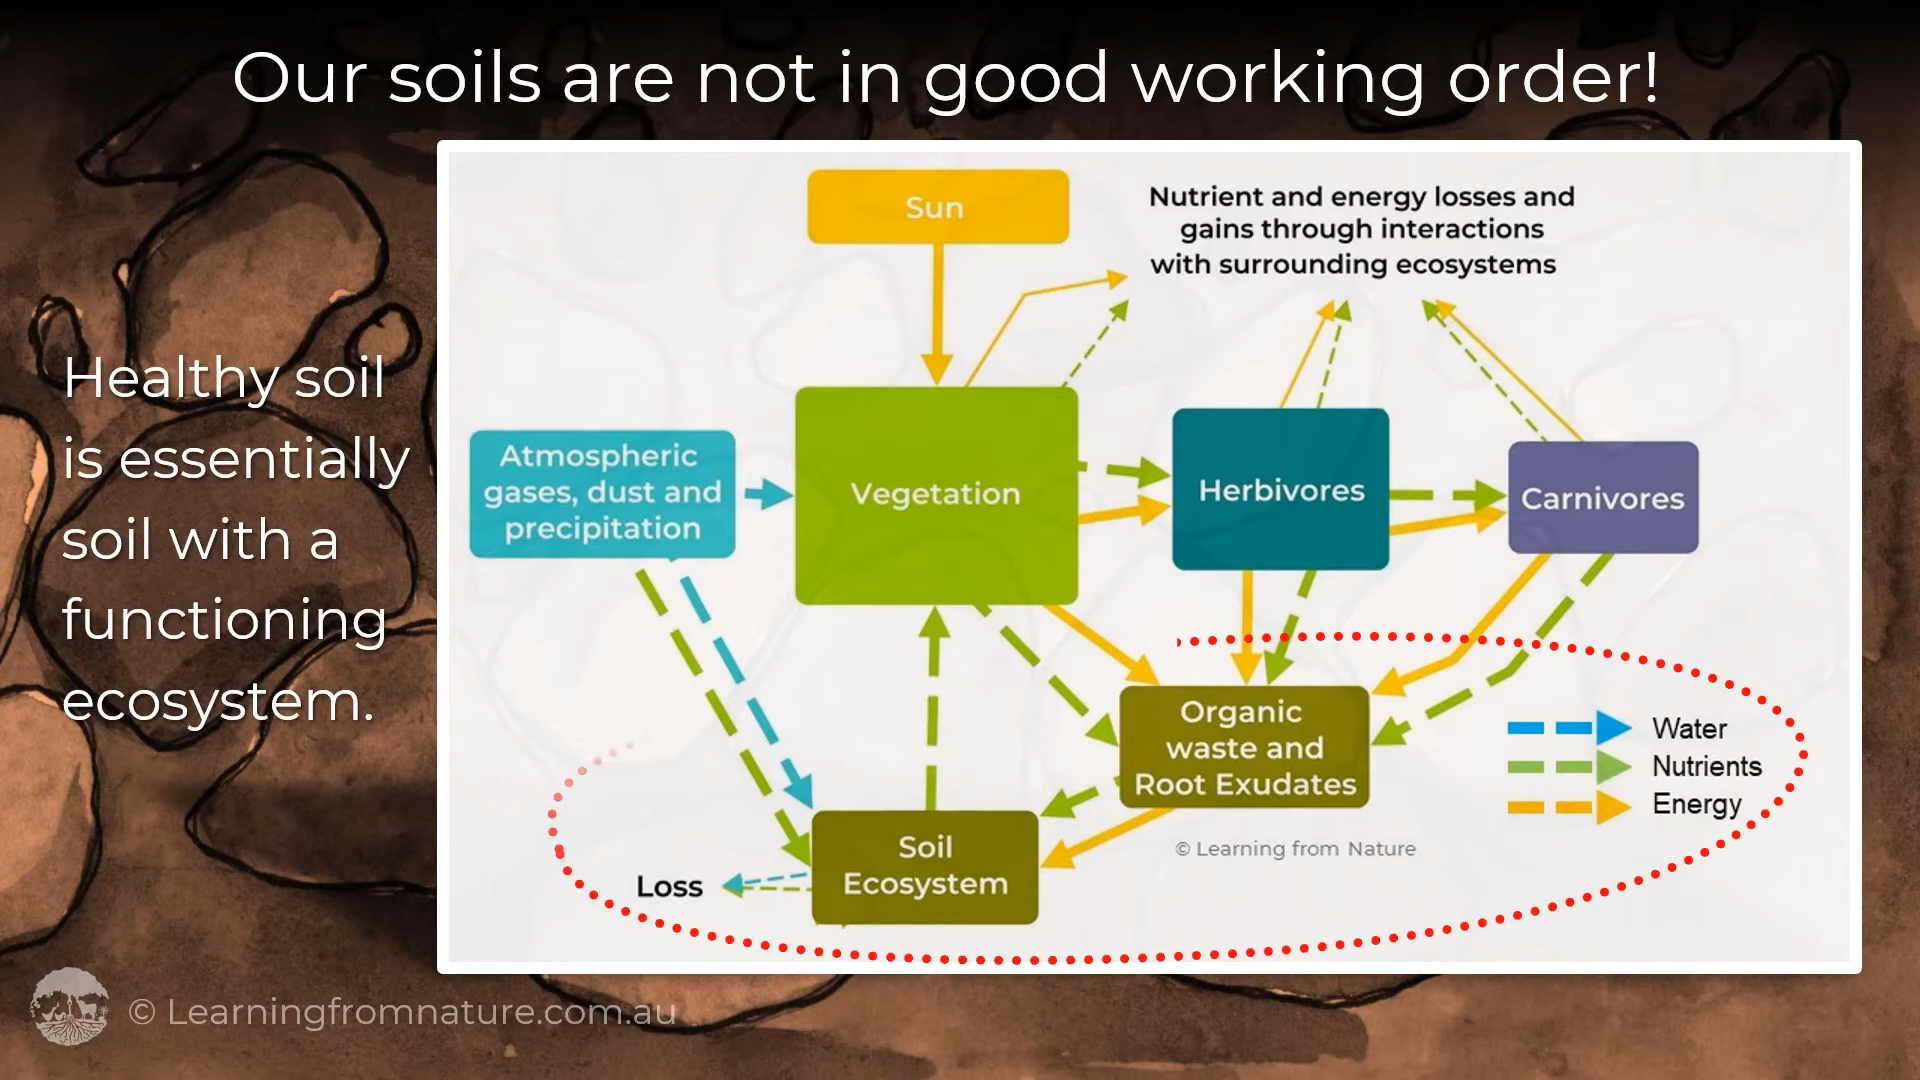 Our soils are not in good working order!
Healthy soil
is essentially
soil with a
functioning
ecosystem.
Sun
Nutrient and energy losses and
gains through interactions
with surrounding ecosystems
Atmospheric
gases, dust and
precipitation
Vegetation
Herbivores
Carnivores
Organic
waste and
Root Exudates
Water
Nutrients
Energy
Soil
Ecosystem
Loss
© Learning from Nature
© Learningfromnature.com.au